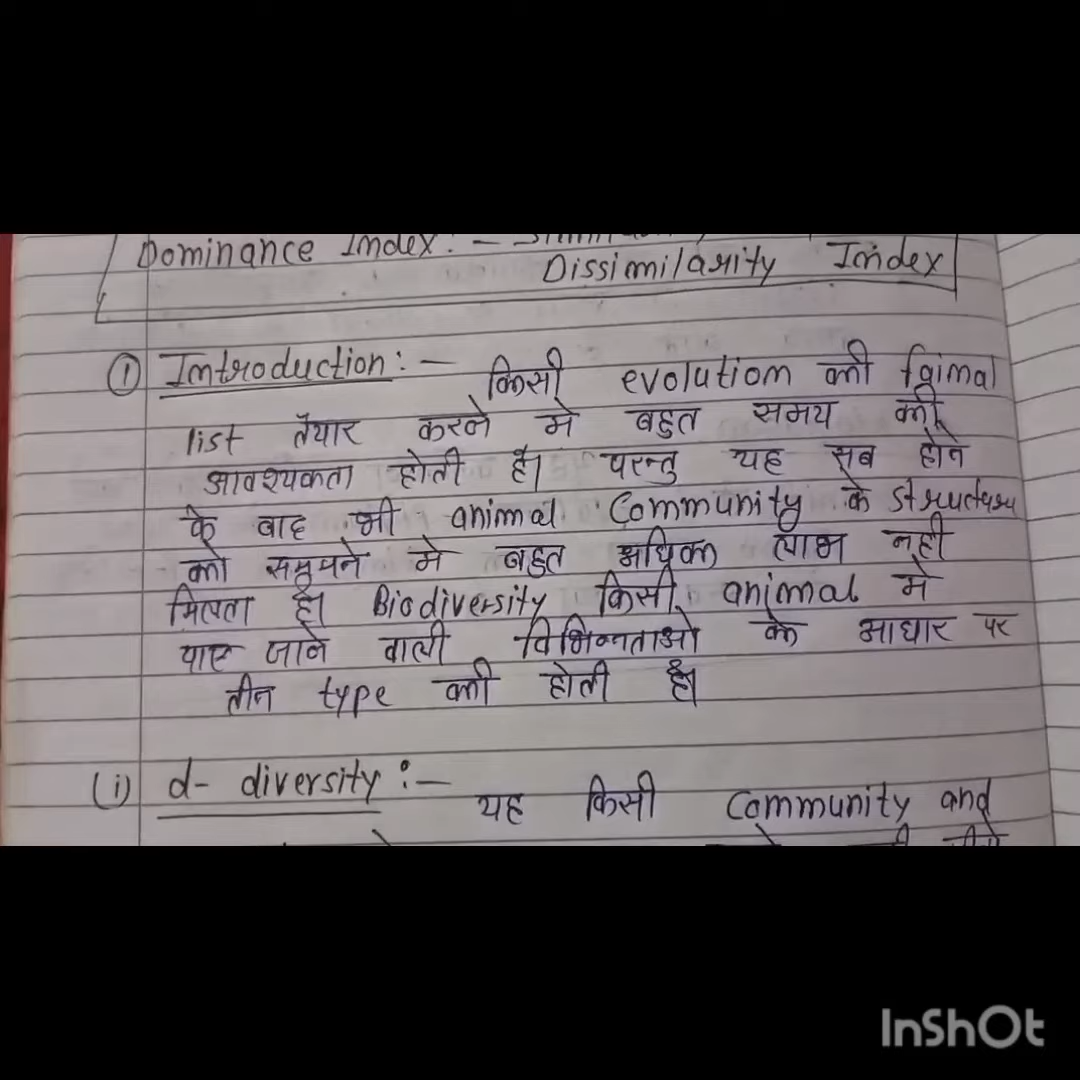 Dominance Index : -
Dissimilarity Index
① Introduction : - किसी evolution की faimal
list तैयार करने मे बहुत समय की
आवश्यकता होती है। परन्तु यह सब होने
के बाद भी animal Community के structure
को समझने मे बहुत अधिक लाभ नही
मिलता है। Biodiversity किसी animal मे
पाए जाने वाली विभिन्नताओ के आधार पर
तीन type की होती है।
(i) d- diversity : - यह किसी Community and
InShOt